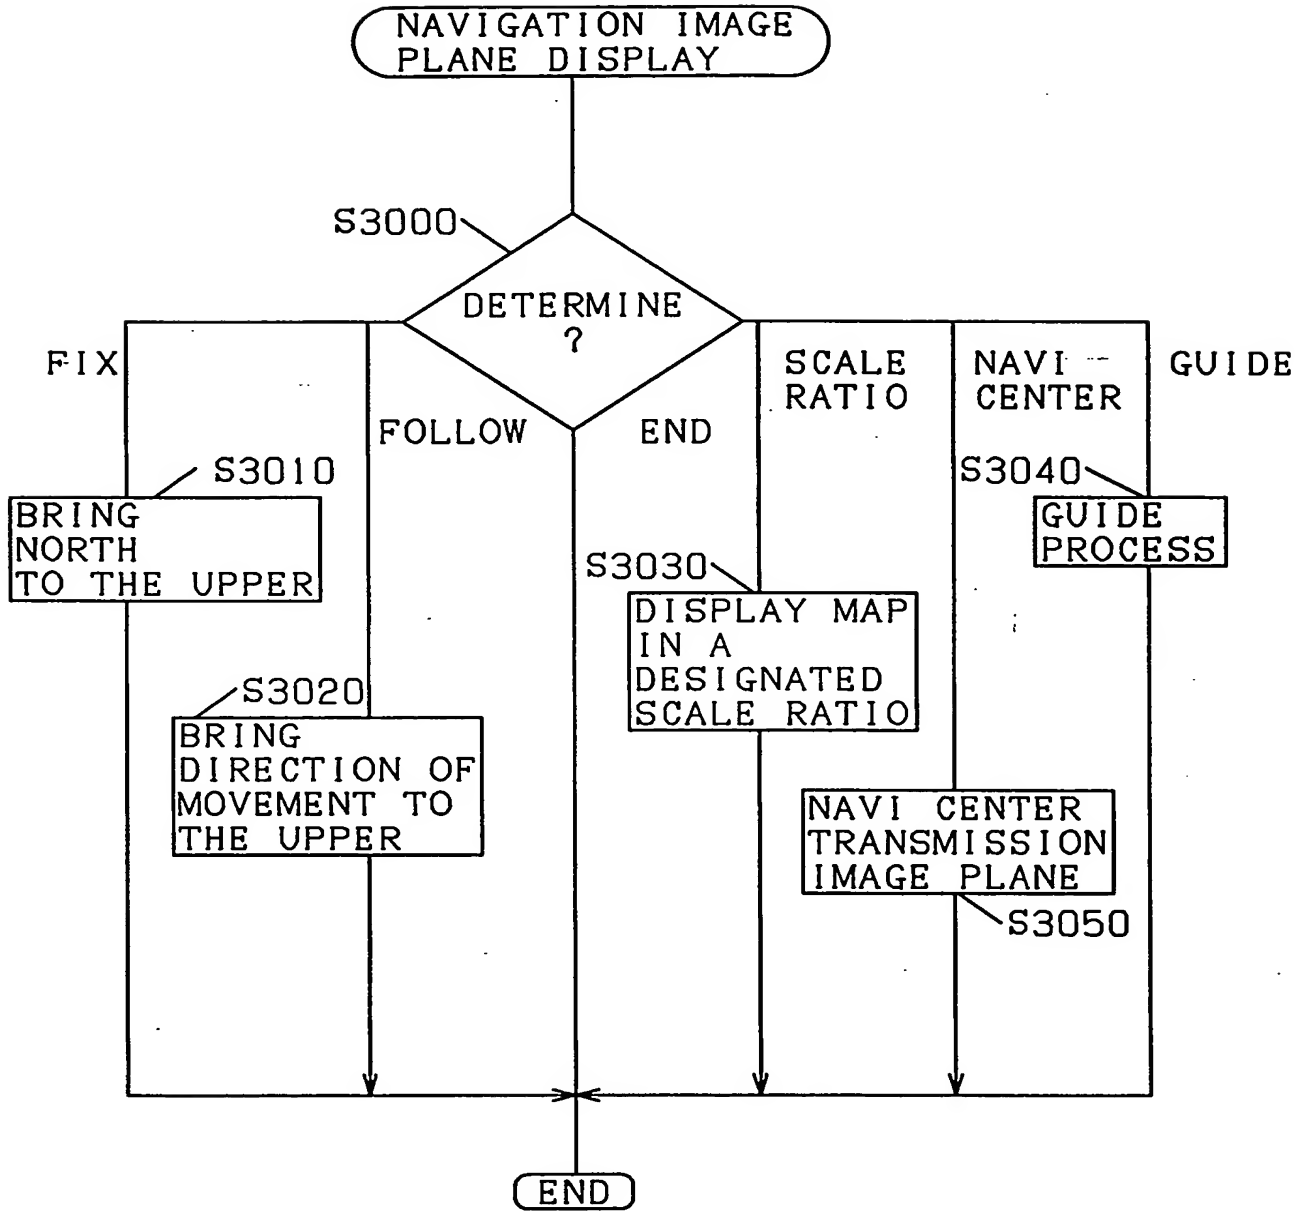 NAVIGATION IMAGE
PLANE DISPLAY
S3000
DETERMINE
?
FIX
FOLLOW
END
SCALE
RATIO
NAVI
CENTER
GUIDE
S3010
BRING
NORTH
TO THE UPPER
S3020
BRING
DIRECTION OF
MOVEMENT TO
THE UPPER
S3030
DISPLAY MAP
IN A
DESIGNATED
SCALE RATIO
S3040
GUIDE
PROCESS
NAVI CENTER
TRANSMISSION
IMAGE PLANE
S3050
END